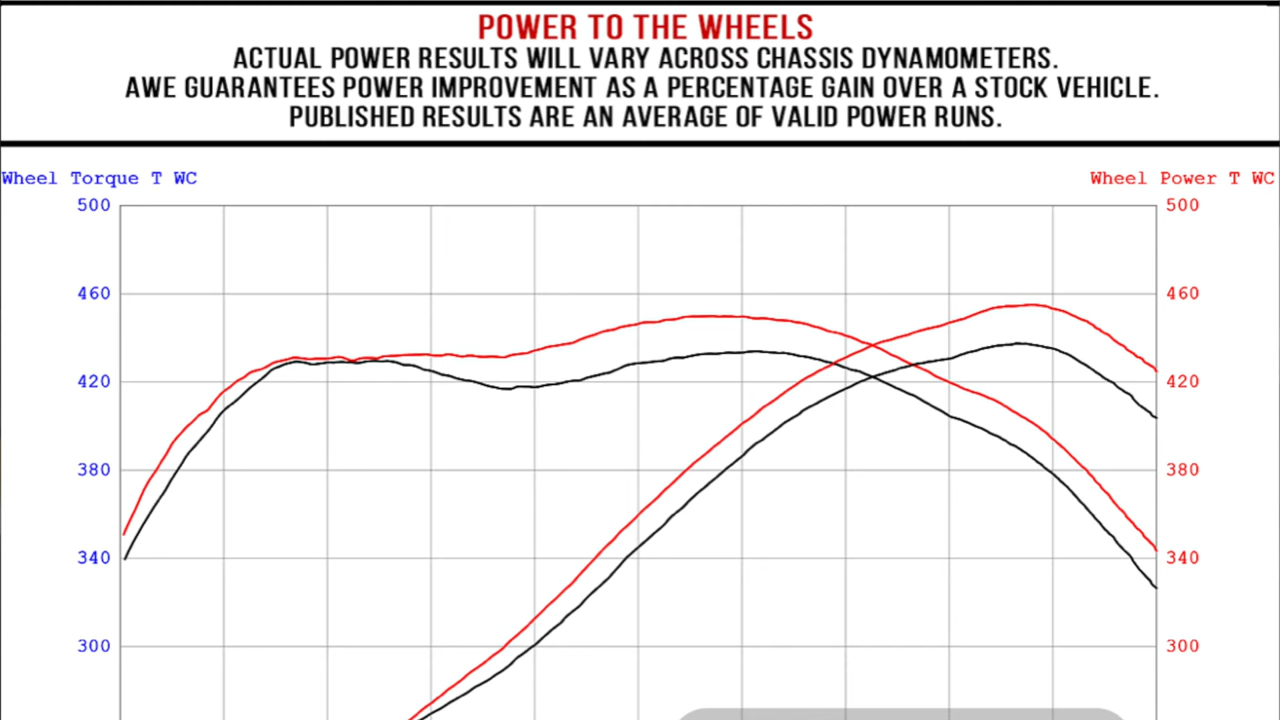 POWER TO THE WHEELS
ACTUAL POWER RESULTS WILL VARY ACROSS CHASSIS DYNAMOMETERS.
AWE GUARANTEES POWER IMPROVEMENT AS A PERCENTAGE GAIN OVER A STOCK VEHICLE.
PUBLISHED RESULTS ARE AN AVERAGE OF VALID POWER RUNS.
Wheel Torque T WC Wheel Power T WC
500 500
460 460
420 420
380 380
340 340
300 300